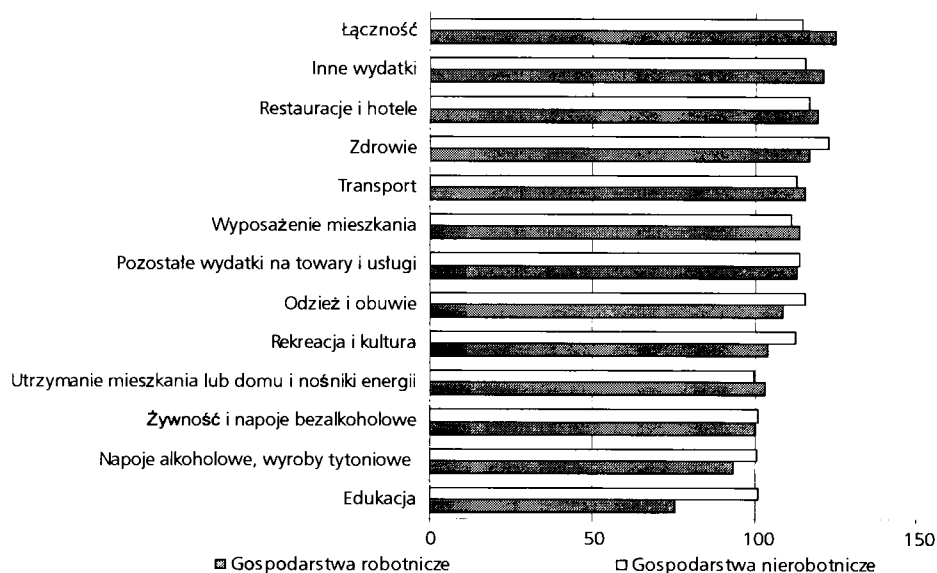 Łączność
Inne wydatki
Restauracje i hotele
Zdrowie
Transport
Wyposażenie mieszkania
Pozostałe wydatki na towary i usługi
Odzież i obuwie
Rekreacja i kultura
Utrzymanie mieszkania lub domu i nośniki energii
Żywność i napoje bezalkoholowe
Napoje alkoholowe, wyroby tytoniowe
Edukacja
0 50 100 150
Gospodarstwa robotnicze Gospodarstwa nierobotnicze